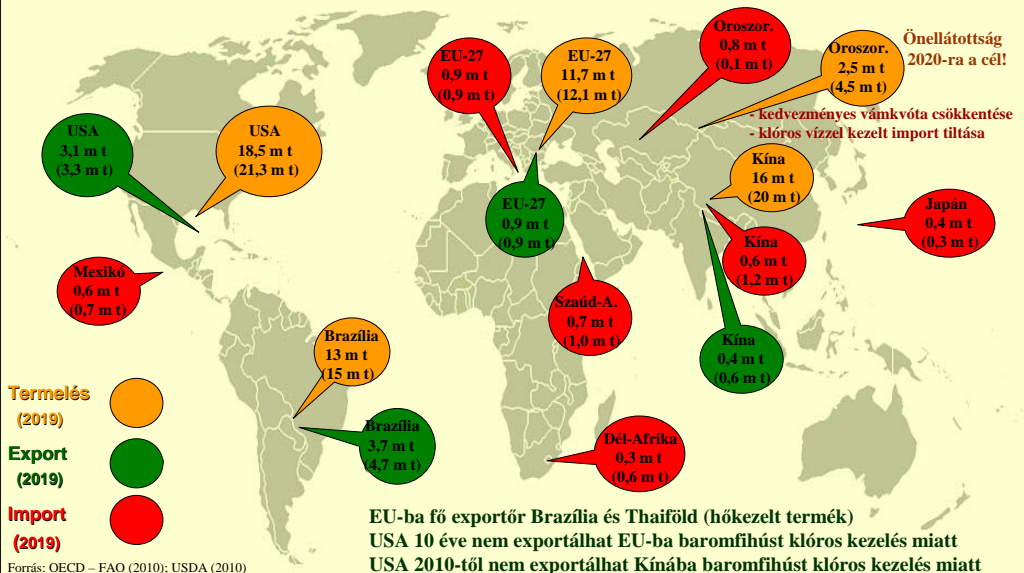 Oroszor.
0,8 m t
(0,1 m t)
EU-27
0,9 m t
(0,9 m t)
EU-27
11,7 m t
(12,1 m t)
Oroszor.
2,5 m t
(4,5 m t)
Önellátottság
2020-ra a cél!
- kedvezményes vámkvóta csökkentése
- klóros vízzel kezelt import tiltása
USA
3,1 m t
(3,3 m t)
USA
18,5 m t
(21,3 m t)
Kína
16 m t
(20 m t)
EU-27
0,9 m t
(0,9 m t)
Japán
0,4 m t
(0,3 m t)
Kína
0,6 m t
(1,2 m t)
Mexikó
0,6 m t
(0,7 m t)
Szaúd-A.
0,7 m t
(1,0 m t)
Brazília
13 m t
(15 m t)
Kína
0,4 m t
(0,6 m t)
Brazília
3,7 m t
(4,7 m t)
Dél-Afrika
0,3 m t
(0,6 m t)
Termelés
(2019)
Export
(2019)
Import
(2019)
EU-ba fő exportőr Brazília és Thaiföld (hőkezelt termék)
USA 10 éve nem exportálhat EU-ba baromfihúst klóros kezelés miatt
USA 2010-től nem exportálhat Kínába baromfihúst klóros kezelés miatt
Forrás: OECD – FAO (2010); USDA (2010)